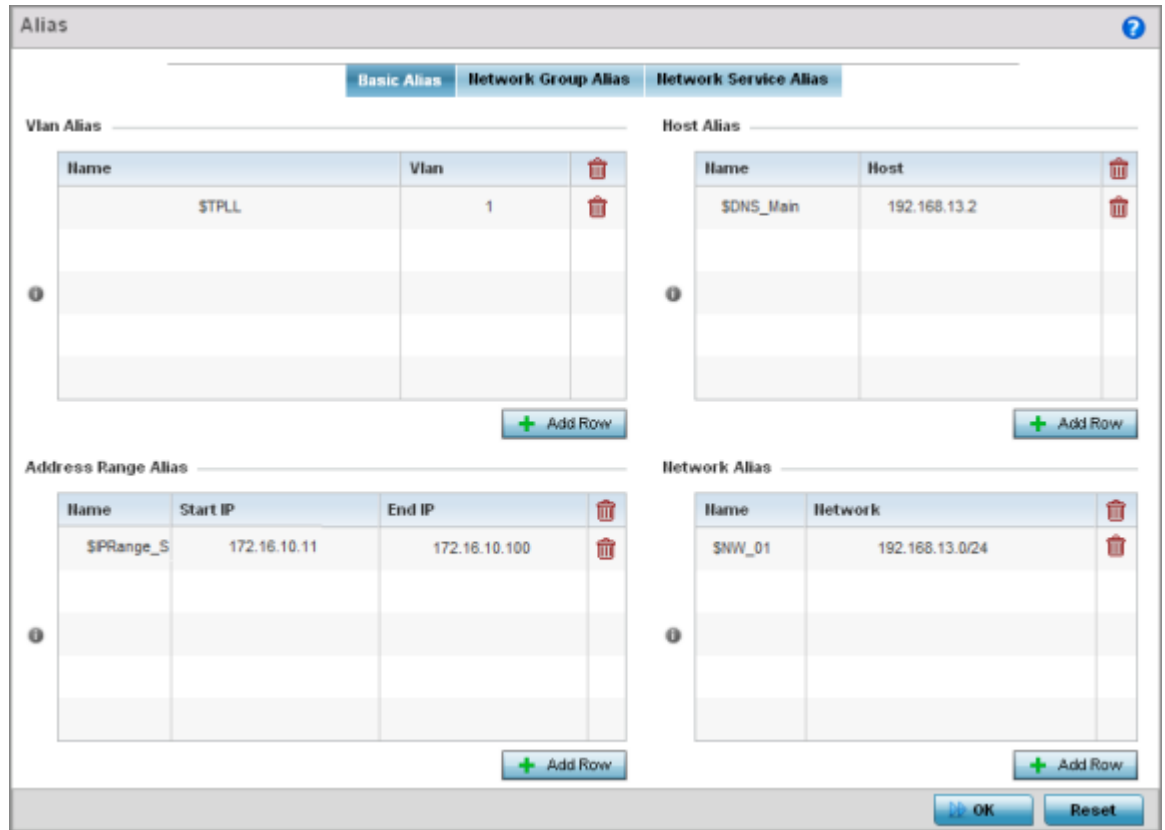 Alias
Basic Alias Network Group Alias Network Service Alias
Vlan Alias
Name Vlan
$TPLL 1
Add Row
Host Alias
Name Host
$DNS_Main 192.168.13.2
Add Row
Address Range Alias
Name Start IP End IP
$IPRange_S 172.16.10.11 172.16.10.100
Add Row
Network Alias
Name Network
$NW_01 192.168.13.0/24
Add Row
OK Reset